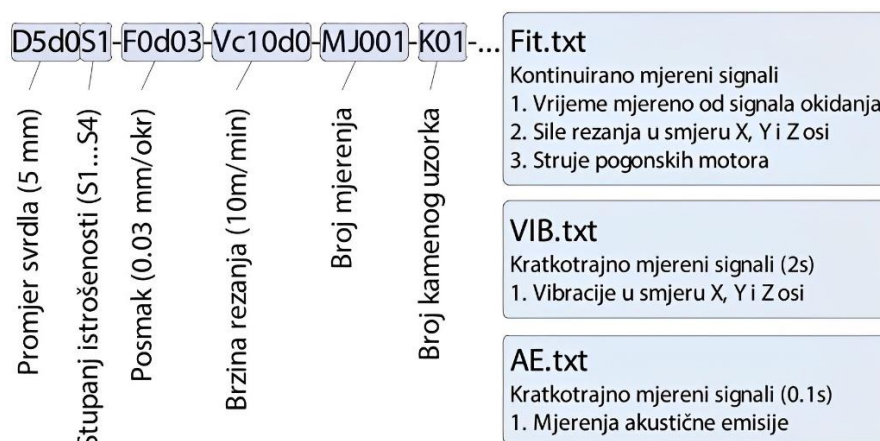 D5d0S1-F0d03-Vc10d0-MJ001-K01-...
Promjer svrdla (5 mm)
Stupanj istrošenosti (S1...S4)
Posmak (0.03 mm/okr)
Brzina rezanja (10m/min)
Broj mjerenja
Broj kamenog uzorka
Fit.txt
Kontinuirano mjereni signali
1. Vrijeme mjereno od signala okidanja
2. Sile rezanja u smjeru X, Y i Z osi
3. Struje pogonskih motora
VIB.txt
Kratkotrajno mjereni signali (2s)
1. Vibracije u smjeru X, Y i Z osi
AE.txt
Kratkotrajno mjereni signali (0.1s)
1. Mjerenja akustične emisije